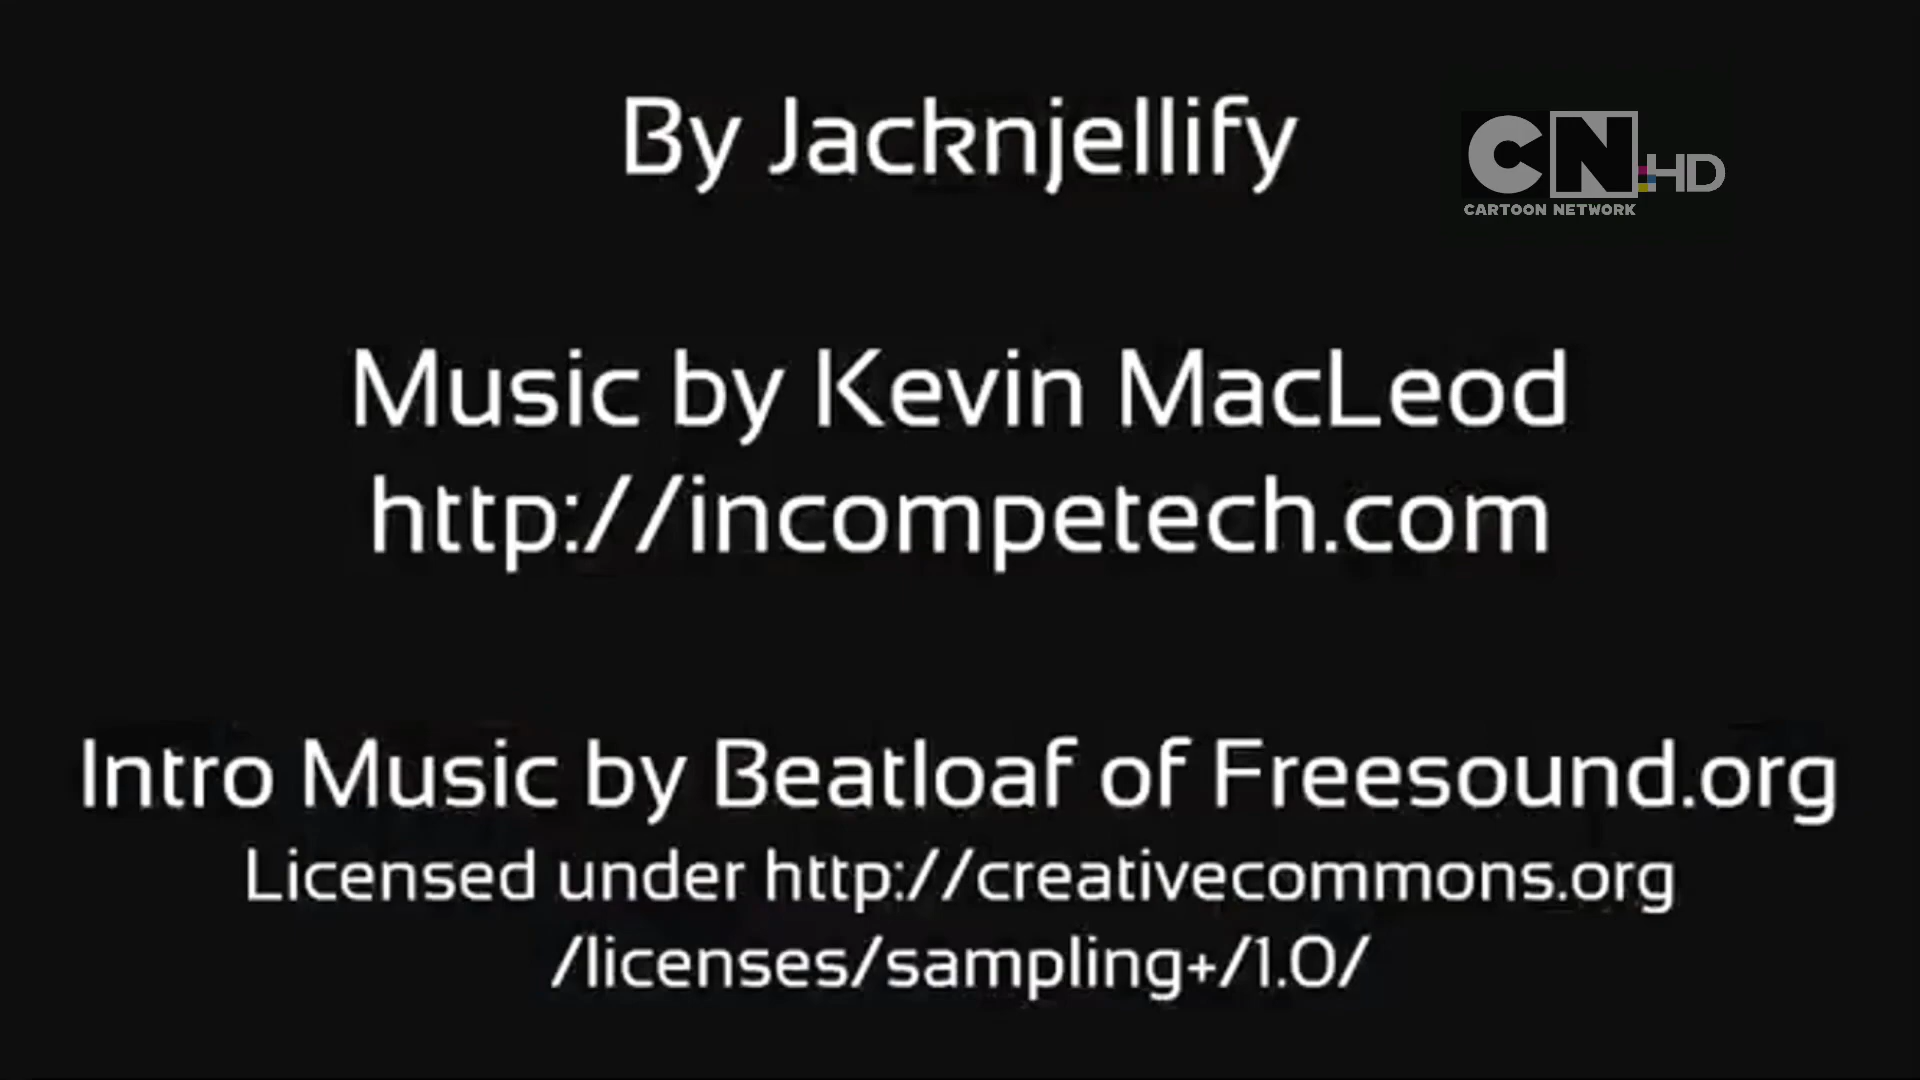 By Jacknjellify
CN HD
CARTOON NETWORK
Music by Kevin MacLeod
http://incompetech.com
Intro Music by Beatloaf of Freesound.org
Licensed under http://creativecommons.org
/licenses/sampling+/1.0/